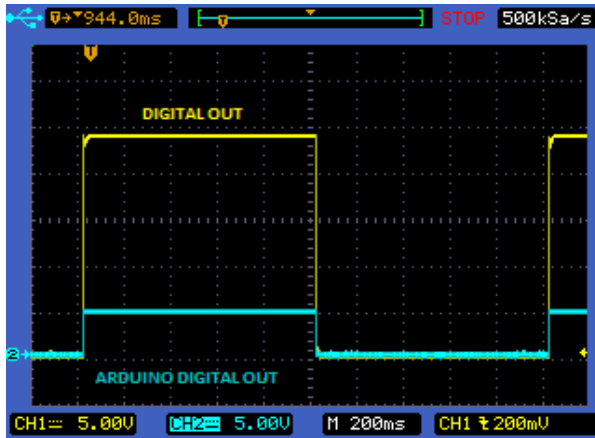 944.0ms STOP 500kSa/s
T
DIGITAL OUT
2
ARDUINO DIGITAL OUT
CH1 5.00V CH2 5.00V M 200ms CH1 200mV